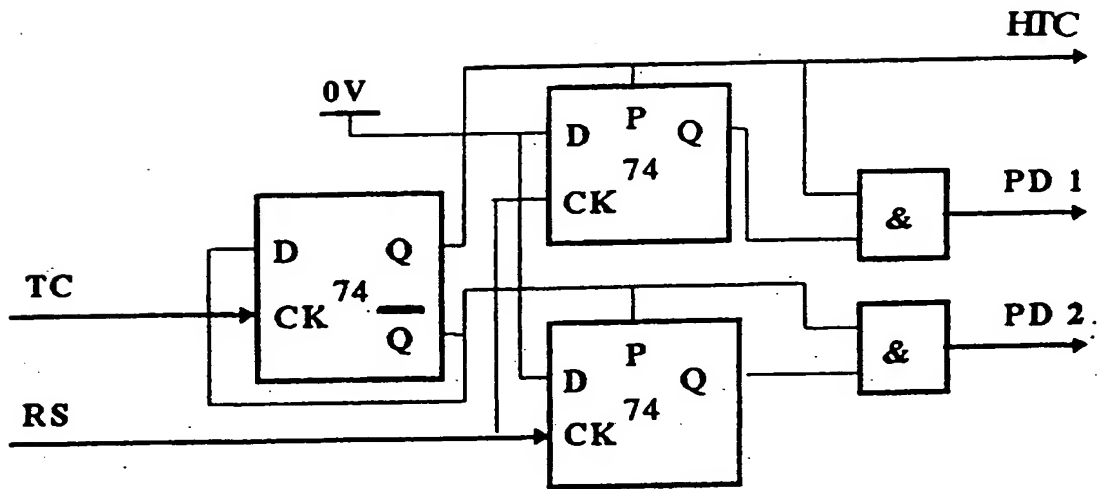 HTC
0V
D P Q
74
CK
PD 1
&
D Q
TC
CK 74 Q
PD 2
&
P
D Q
74
RS
CK